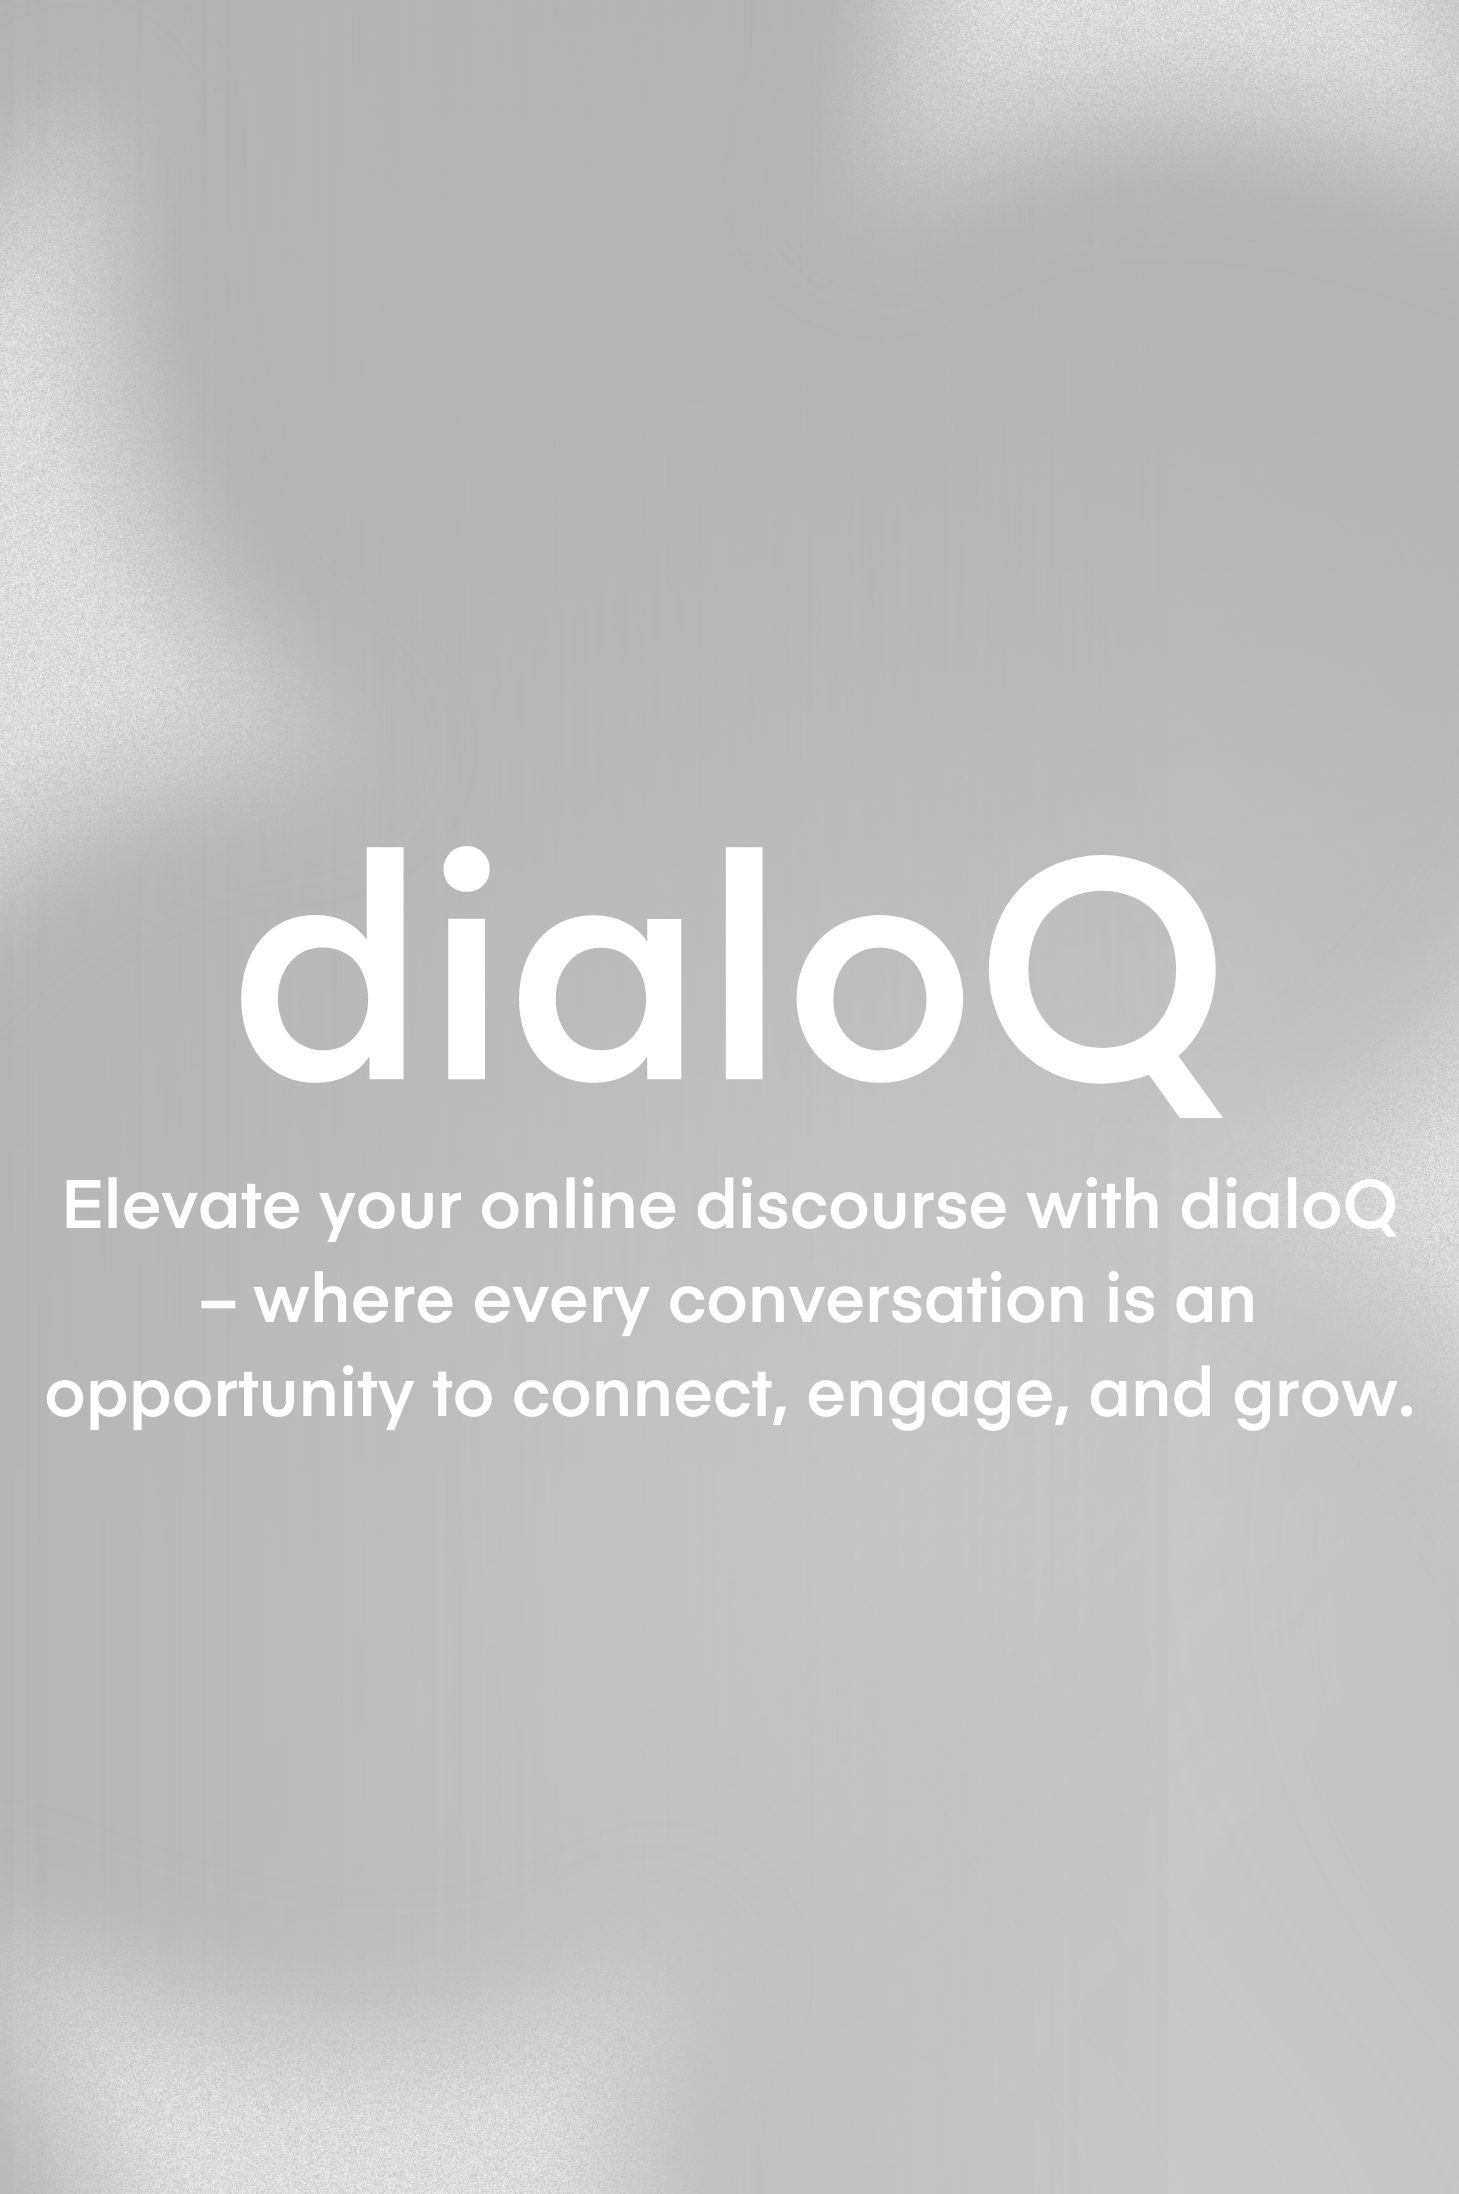 dialoQ
Elevate your online discourse with dialoQ
– where every conversation is an
opportunity to connect, engage, and grow.